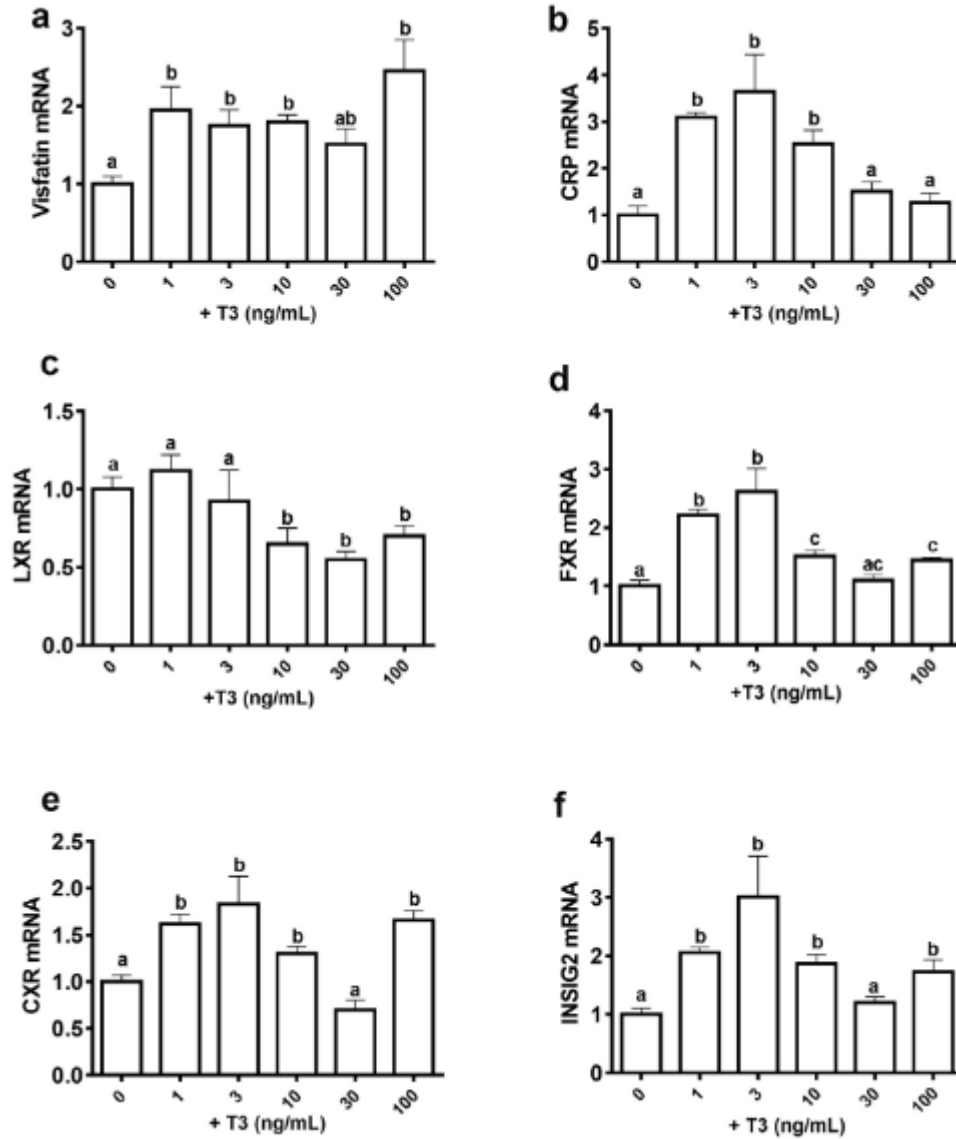 a
Visfatin mRNA
3
2
1
0
a
b
b
b
ab
b
0 1 3 10 30 100
+ T3 (ng/mL)
b
CRP mRNA
5
4
3
2
1
0
a
b
b
b
a
a
0 1 3 10 30 100
+T3 (ng/mL)
c
LXR mRNA
1.5
1.0
0.5
0.0
a
a
a
b
b
b
0 1 3 10 30 100
+T3 (ng/mL)
d
FXR mRNA
4
3
2
1
0
a
b
b
c
ac
c
0 1 3 10 30 100
+T3 (ng/mL)
e
CXR mRNA
2.5
2.0
1.5
1.0
0.5
0.0
a
b
b
b
a
b
0 1 3 10 30 100
+ T3 (ng/mL)
f
INSIG2 mRNA
4
3
2
1
0
a
b
b
b
a
b
0 1 3 10 30 100
+ T3 (ng/mL)